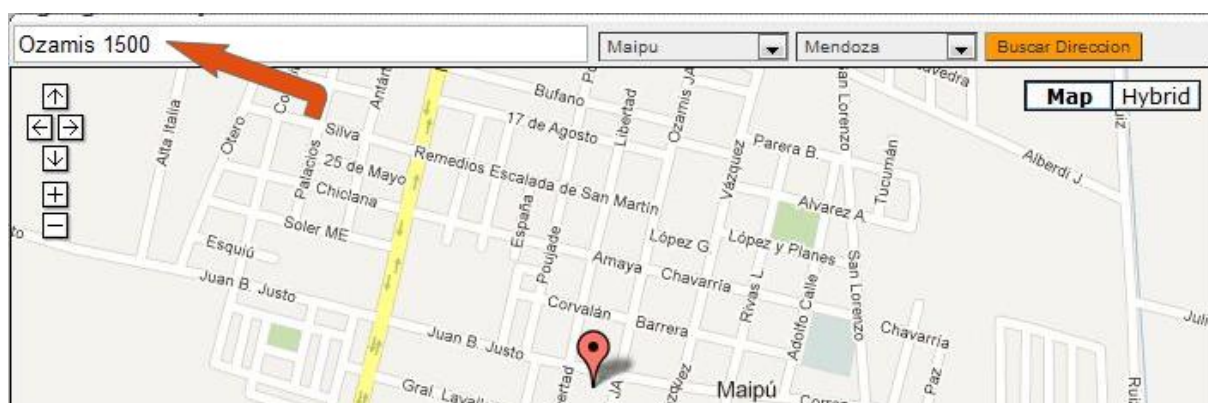 Ozamis 1500
Maipu
Mendoza
Buscar Direccion
Map
Hybrid
Bufano
17 de Agosto
Libertad
Ozamis JA
San Lorenzo
Parera B.
Alberdi J
Alta Italia
Otero
Palacios
Silva
25 de Mayo
Chiclana
Remedios Escalada de San Martin
Vázquez
Alvarez A.
Tucumán
Soler ME
Esquiú
España
Poujade
López G.
López y Planes
Amaya
Chavarría
Rivas L.
Adolfo Calle
San Lorenzo
Juan B. Justo
Corvalán
Barrera
Chavarría
Juan B. Justo
Maipú
Paz